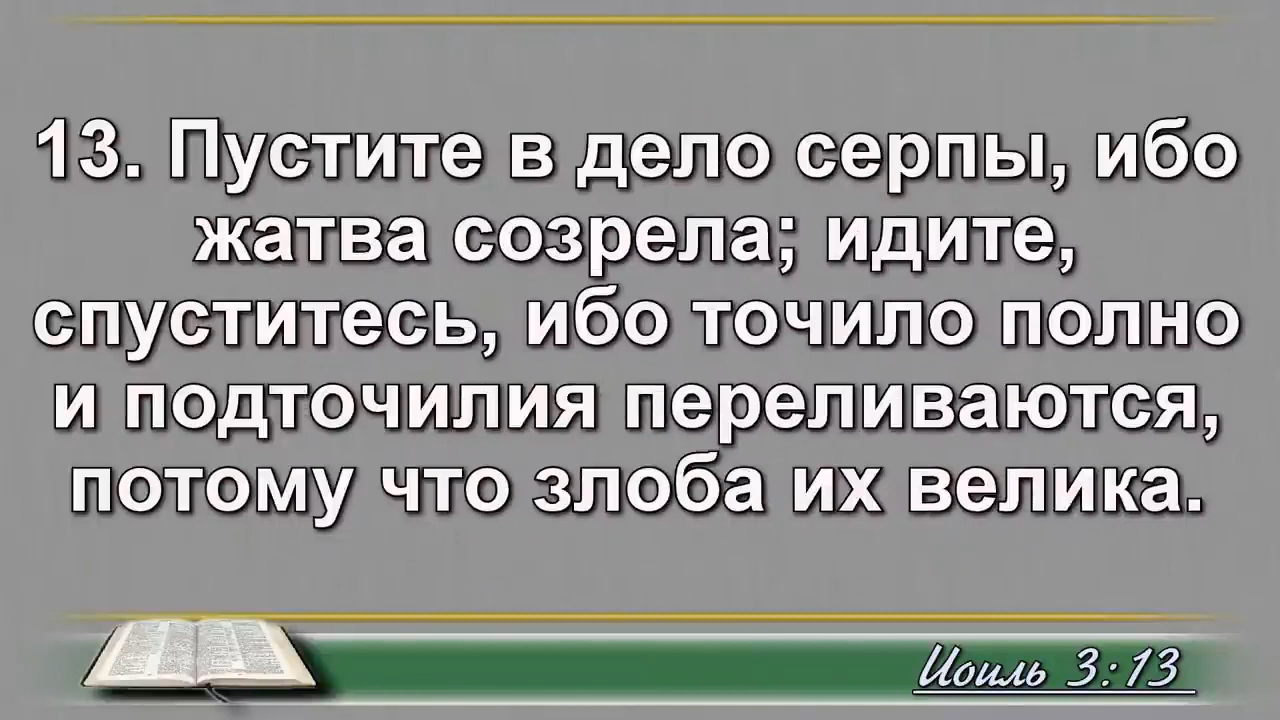 13. Пустите в дело серпы, ибо
жатва созрела; идите,
спуститесь, ибо точило полно
и подточилия переливаются,
потому что злоба их велика.
Иоиль 3:13